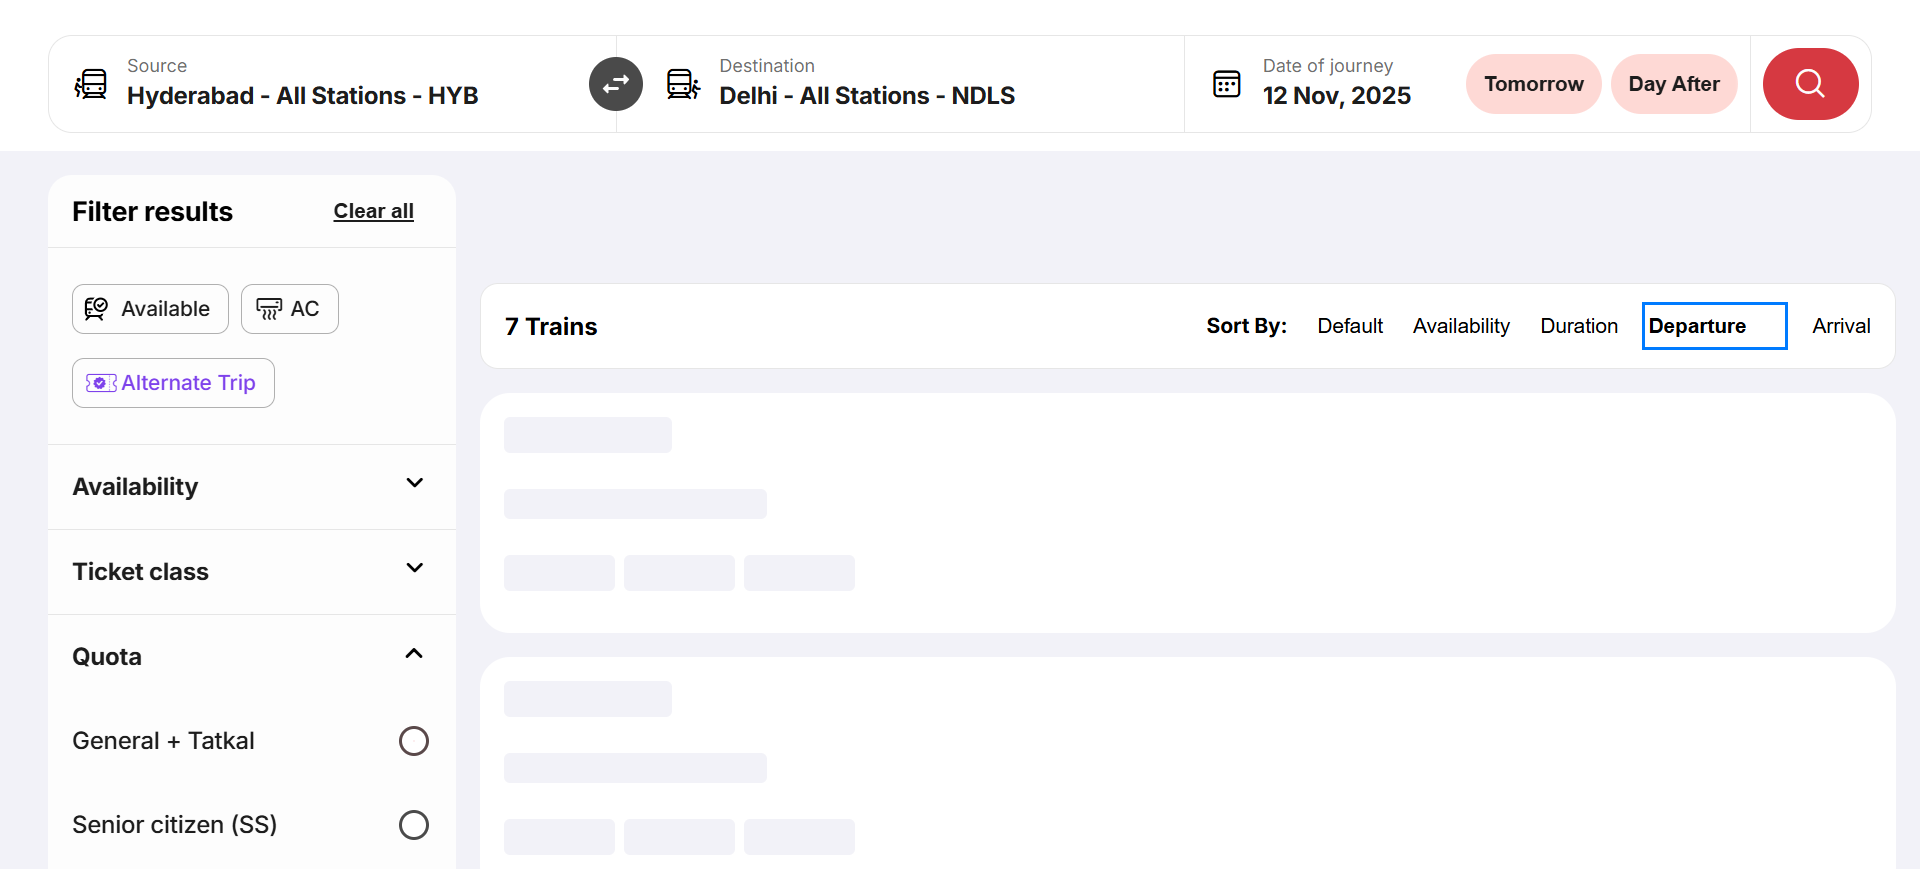 Source
Hyderabad - All Stations - HYB
Destination
Delhi - All Stations - NDLS
Date of journey
12 Nov, 2025
Tomorrow
Day After
Filter results
Clear all
Available
AC
Alternate Trip
Availability
Ticket class
Quota
General + Tatkal
Senior citizen (SS)
7 Trains
Sort By: Default Availability Duration Departure Arrival